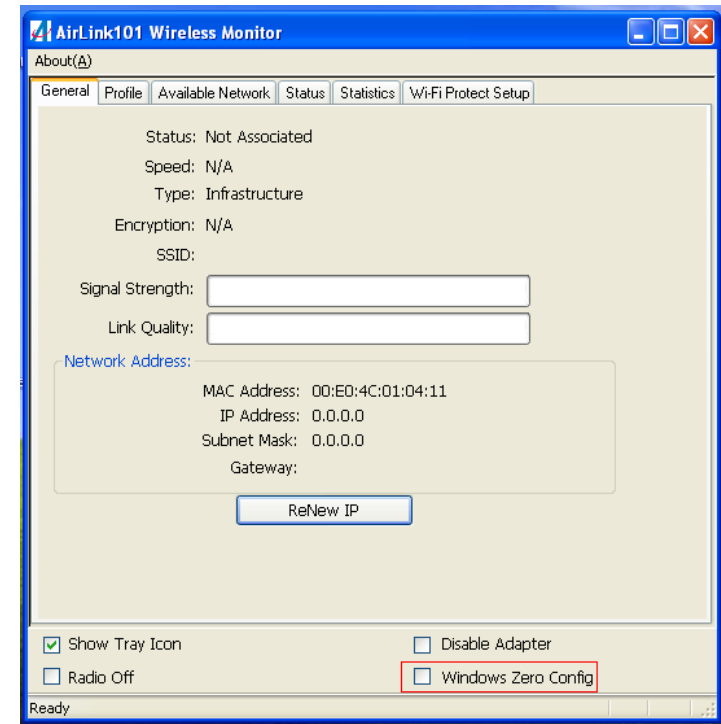 AirLink101 Wireless Monitor
About(A)
General Profile Available Network Status Statistics Wi-Fi Protect Setup
Status: Not Associated
Speed: N/A
Type: Infrastructure
Encryption: N/A
SSID:
Signal Strength:
Link Quality:
Network Address:
MAC Address: 00:E0:4C:01:04:11
IP Address: 0.0.0.0
Subnet Mask: 0.0.0.0
Gateway:
ReNew IP
Show Tray Icon Disable Adapter
Radio Off Windows Zero Config
Ready